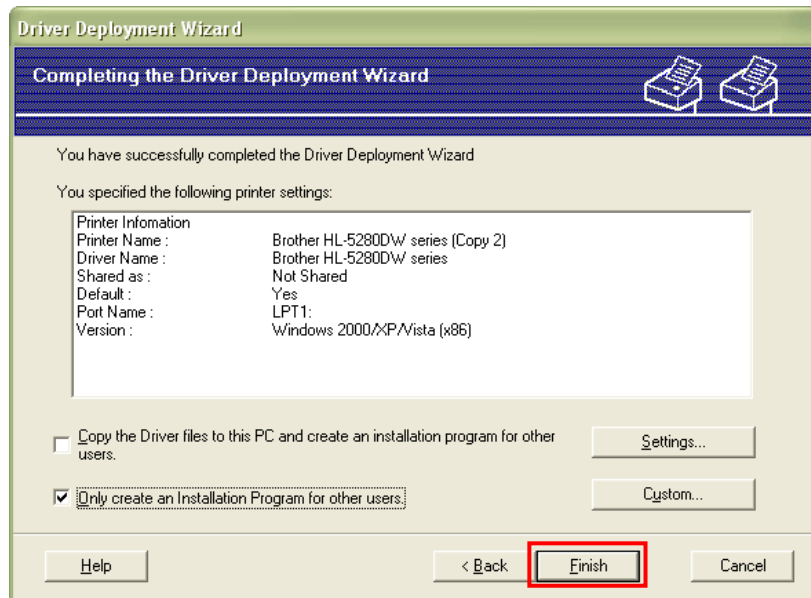 Driver Deployment Wizard
Completing the Driver Deployment Wizard
You have successfully completed the Driver Deployment Wizard
You specified the following printer settings:
Printer Infomation
Printer Name : Brother HL-5280DW series (Copy 2)
Driver Name : Brother HL-5280DW series
Shared as : Not Shared
Default : Yes
Port Name : LPT1:
Version : Windows 2000/XP/Vista (x86)
Copy the Driver files to this PC and create an installation program for other
users.
Settings...
Only create an Installation Program for other users.
Custom...
Help
< Back
Finish
Cancel